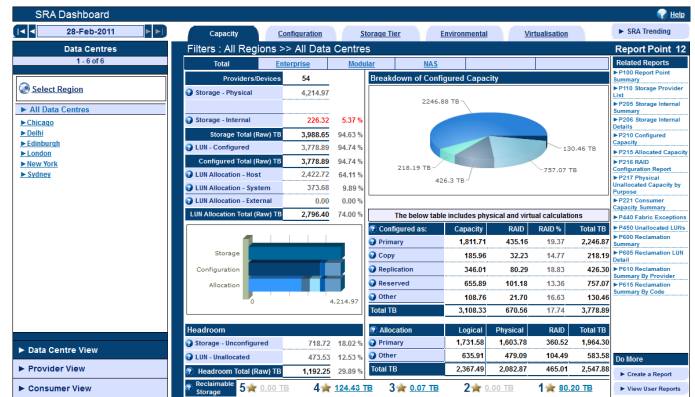 SRA Dashboard
Help
28-Feb-2011
Capacity Configuration Storage Tier Environmental Virtualisation
SRA Trending
Data Centres
Filters : All Regions >> All Data Centres
Report Point 12
1 - 6 of 6
Select Region
All Data Centres
Chicago
Delhi
Edinburgh
London
New York
Sydney
Data Centre View
Provider View
Consumer View
Total Enterprise Modular NAS
Providers/Devices 54
Storage - Physical 4,214.97
Storage - Internal 226.32 5.37 %
Storage Total (Raw) TB 3,988.65 94.63 %
LUN - Configured 3,778.89 94.74 %
Configured Total (Raw) TB 3,778.89 94.74 %
LUN Allocation - Host 2,422.72 64.11 %
LUN Allocation - System 373.68 9.89 %
LUN Allocation - External 0.00 0.00 %
LUN Allocation Total (Raw) TB 2,796.40 74.00 %
Storage
Configuration
Allocation
0 4,214.97
Headroom
Storage - Unconfigured 718.72 18.02 %
LUN - Unallocated 473.53 12.53 %
Headroom Total (Raw) TB 1,192.25 29.89 %
Breakdown of Configured Capacity
2246.88 TB
130.46 TB
757.07 TB
426.3 TB
218.19 TB
The below table includes physical and virtual calculations
Configured as: Capacity RAID RAID % Total TB
Primary 1,811.71 435.16 19.37 2,246.87
Copy 185.96 32.23 14.77 218.19
Replication 346.01 80.29 18.83 426.30
Reserved 655.89 101.18 13.36 757.07
Other 108.76 21.70 16.63 130.46
Total TB 3,108.33 670.56 17.74 3,778.89
Allocation Logical Physical RAID Total TB
Primary 1,731.58 1,603.78 360.52 1,964.30
Other 635.91 479.09 104.49 583.58
Total TB 2,367.49 2,082.87 465.01 2,547.88
Reclaimable Storage 5 0.00 TB 4 124.43 TB 3 0.07 TB 2 0.00 TB 1 80.20 TB
Related Reports
P100 Report Point
Summary
P110 Storage Provider
List
P205 Storage Internal
Summary
P206 Storage Internal
Details
P210 Configured
Capacity
P215 Allocated Capacity
P216 RAID
Configuration Report
P217 Physical
Unallocated Capacity by
Purpose
P221 Consumer
Capacity Summary
P440 Fabric Exceptions
P450 Unallocated LUNs
P600 Reclamation
Summary
P605 Reclamation LUN
Detail
P610 Reclamation
Summary By Provider
P615 Reclamation
Summary By Code
Do More
Create a Report
View User Reports